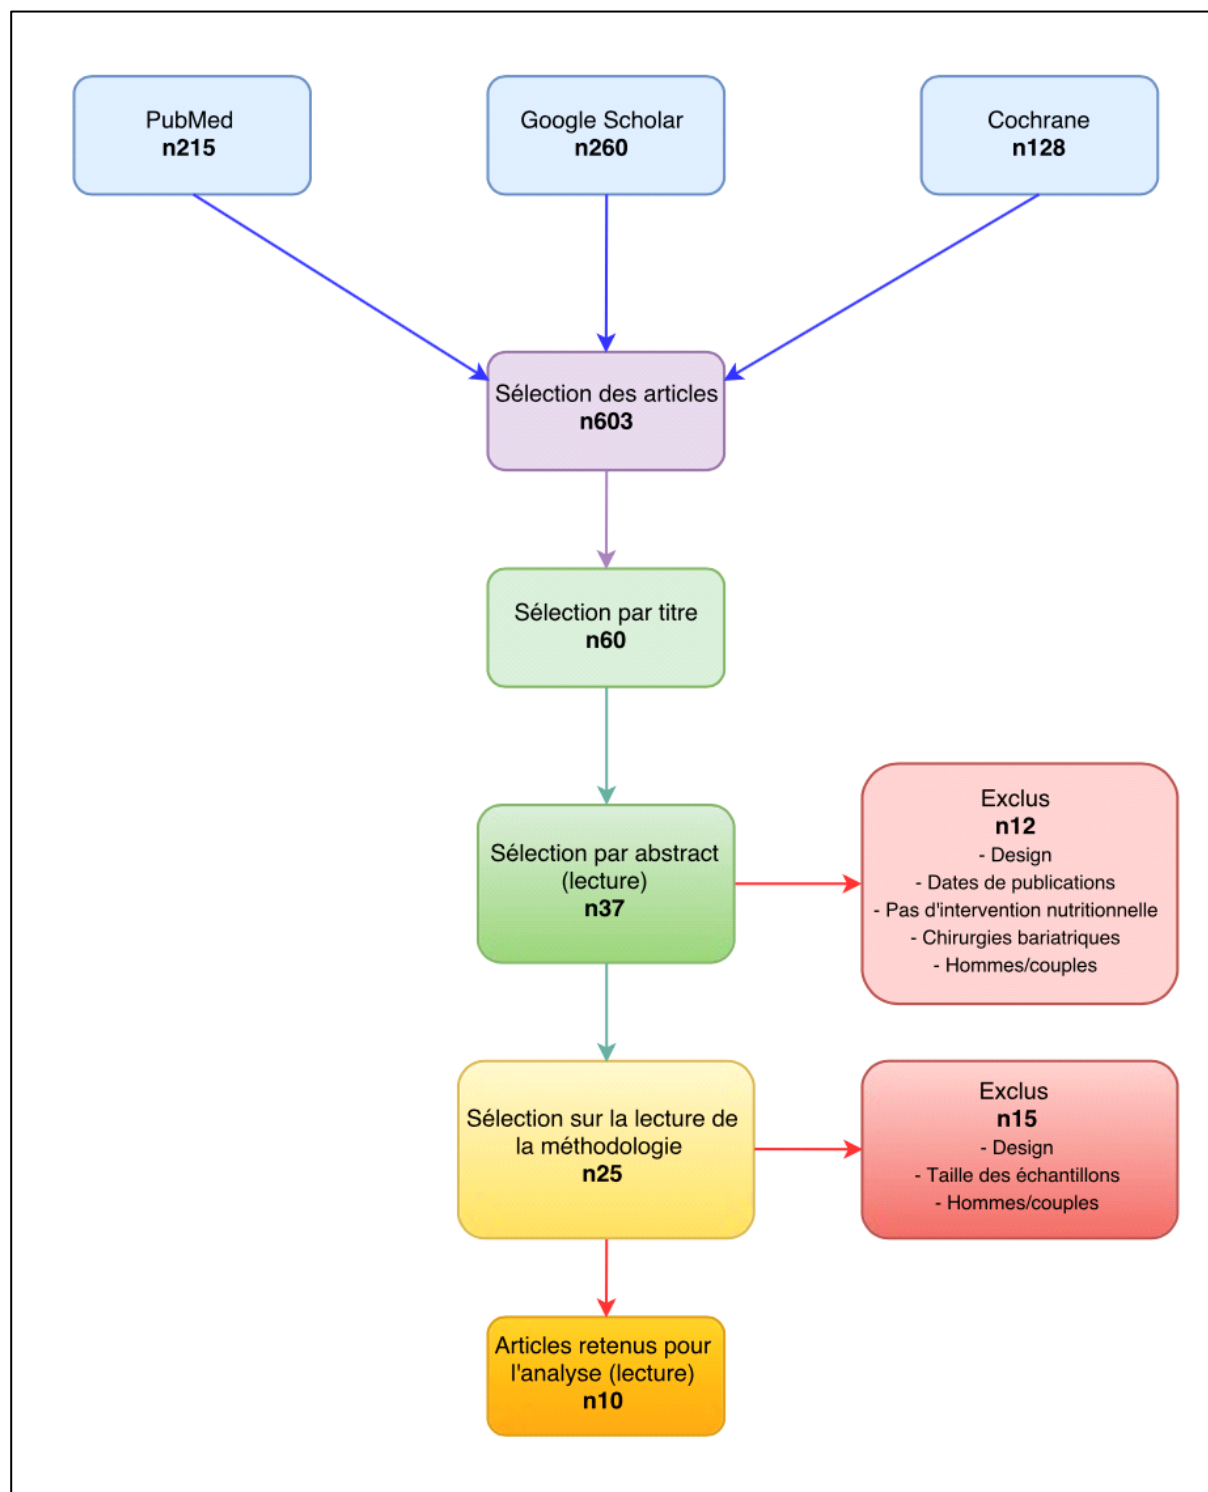 PubMed
n215
Google Scholar
n260
Cochrane
n128
Sélection des articles
n603
Sélection par titre
n60
Sélection par abstract
(lecture)
n37
Exclus
n12
- Design
- Dates de publications
- Pas d'intervention nutritionnelle
- Chirurgies bariatriques
- Hommes/couples
Sélection sur la lecture de
la méthodologie
n25
Exclus
n15
- Design
- Taille des échantillons
- Hommes/couples
Articles retenus pour
l'analyse (lecture)
n10